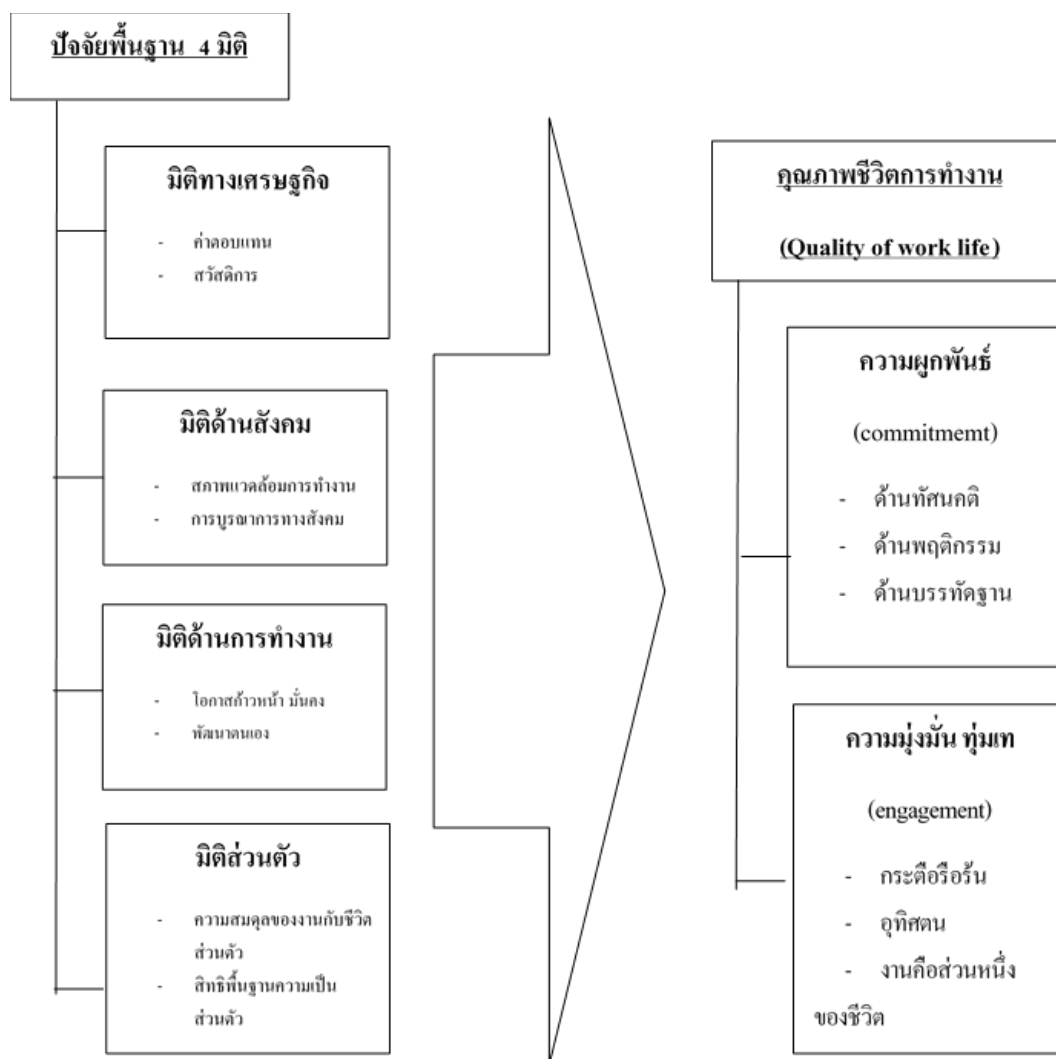 ปัจจัยพื้นฐาน 4 มิติ
มิติทางเศรษฐกิจ
- ค่าตอบแทน
- สวัสดิการ
มิติด้านสังคม
- สภาพแวดล้อมการทำงาน
- การบูรณาการทางสังคม
มิติด้านการทำงาน
- โอกาสก้าวหน้า มั่นคง
- พัฒนาตนเอง
มิติส่วนตัว
- ความสมดุลของงานกับชีวิต
ส่วนตัว
- สิทธิพื้นฐานความเป็น
ส่วนตัว
คุณภาพชีวิตการทำงาน
(Quality of work life)
ความผูกพันธ์
(commitmemt)
- ด้านทัศนคติ
- ด้านพฤติกรรม
- ด้านบรรทัดฐาน
ความมุ่งมั่น ทุ่มเท
(engagement)
- กระตือรือร้น
- อุทิศตน
- งานคือส่วนหนึ่ง
ของชีวิต